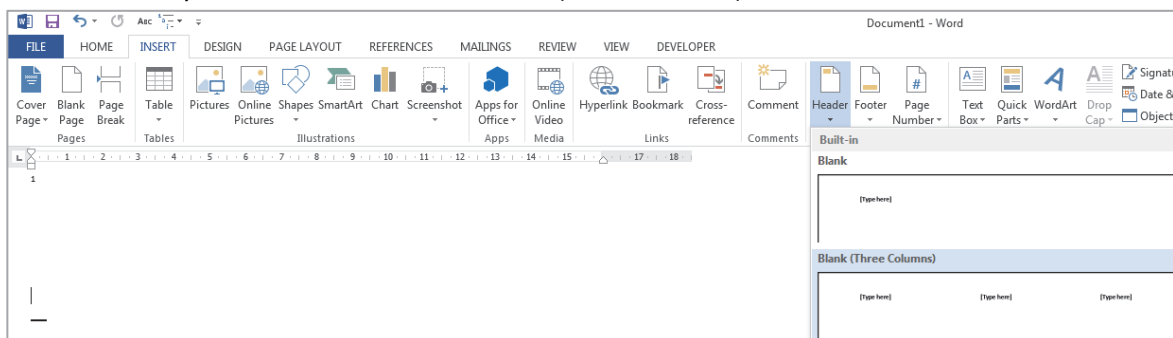 Document1 - Word
FILE HOME INSERT DESIGN PAGE LAYOUT REFERENCES MAILINGS REVIEW VIEW DEVELOPER
Cover Page Blank Page Page Break Table Pictures Online Pictures Shapes SmartArt Chart Screenshot Apps for Office Online Video Hyperlink Bookmark Cross-reference Comment Header Footer Page Number Text Box Quick Parts WordArt Drop Cap
Date &
Object
Pages Tables Illustrations Apps Media Links Comments
Built-in
1 2 3 4 5 6 7 8 9 10 11 12 13 14 15 17 18
Blank
1
[Type here]
Blank (Three Columns)
[Type here] [Type here] [Type here]